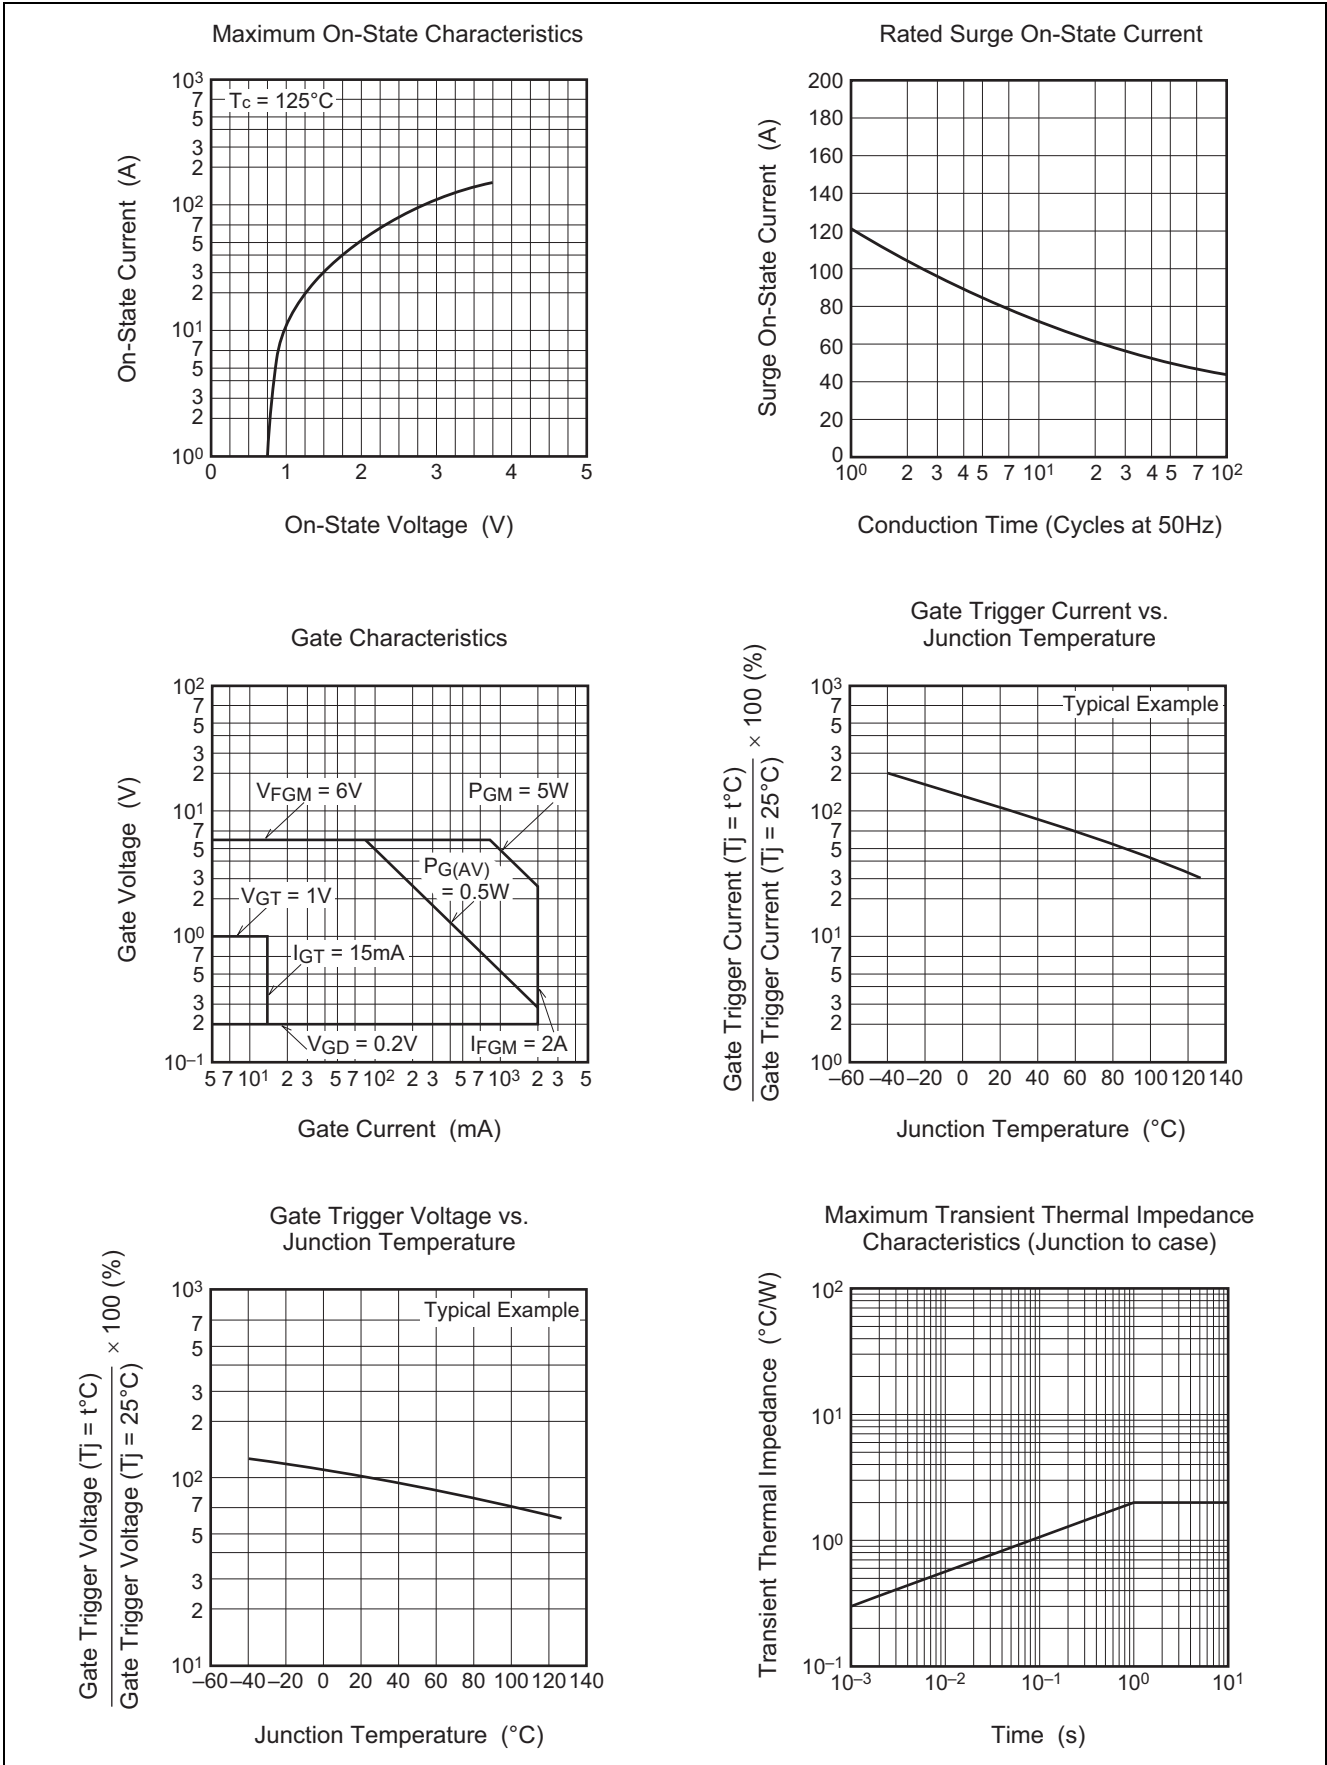 Maximum On-State Characteristics
10³
7
5
3
2
10²
7
5
3
2
10¹
7
5
3
2
10⁰
Tc = 125°C
0 1 2 3 4 5
On-State Current (A)
On-State Voltage (V)
Rated Surge On-State Current
200
180
160
140
120
100
80
60
40
20
0
10⁰ 2 3 4 5 7 10¹ 2 3 4 5 7 10²
Surge On-State Current (A)
Conduction Time (Cycles at 50Hz)
Gate Characteristics
10²
7
5
3
2
10¹
7
5
3
2
10⁰
7
5
3
2
10⁻¹
VFGM = 6V
PGM = 5W
PG(AV)
= 0.5W
VGT = 1V
IGT = 15mA
VGD = 0.2V
IFGM = 2A
5 7 10¹ 2 3 5 7 10² 2 3 5 7 10³ 2 3 5
Gate Voltage (V)
Gate Current (mA)
Gate Trigger Current vs.
Junction Temperature
10³
7
5
3
2
10²
7
5
3
2
10¹
7
5
3
2
10⁰
Typical Example
–60 –40 –20 0 20 40 60 80 100 120 140
Gate Trigger Current (Tj = t°C)
Gate Trigger Current (Tj = 25°C)
× 100 (%)
Junction Temperature (°C)
Gate Trigger Voltage vs.
Junction Temperature
10³
7
5
3
2
10²
7
5
3
2
10¹
Typical Example
–60 –40 –20 0 20 40 60 80 100 120 140
Gate Trigger Voltage (Tj = t°C)
Gate Trigger Voltage (Tj = 25°C)
× 100 (%)
Junction Temperature (°C)
Maximum Transient Thermal Impedance
Characteristics (Junction to case)
10²
10¹
10⁰
10⁻¹
10⁻³ 10⁻² 10⁻¹ 10⁰ 10¹
Transient Thermal Impedance (°C/W)
Time (s)